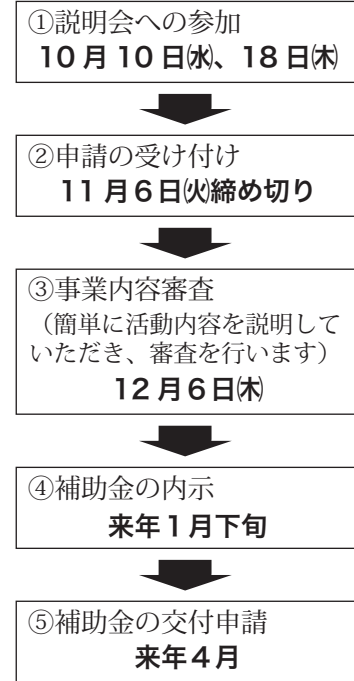 ①説明会への参加
10月10日㈬、18日㈭
②申請の受け付け
11月6日㈫締め切り
③事業内容審査
（簡単に活動内容を説明して
いただき、審査を行います）
12月6日㈭
④補助金の内示
来年1月下旬
⑤補助金の交付申請
来年4月